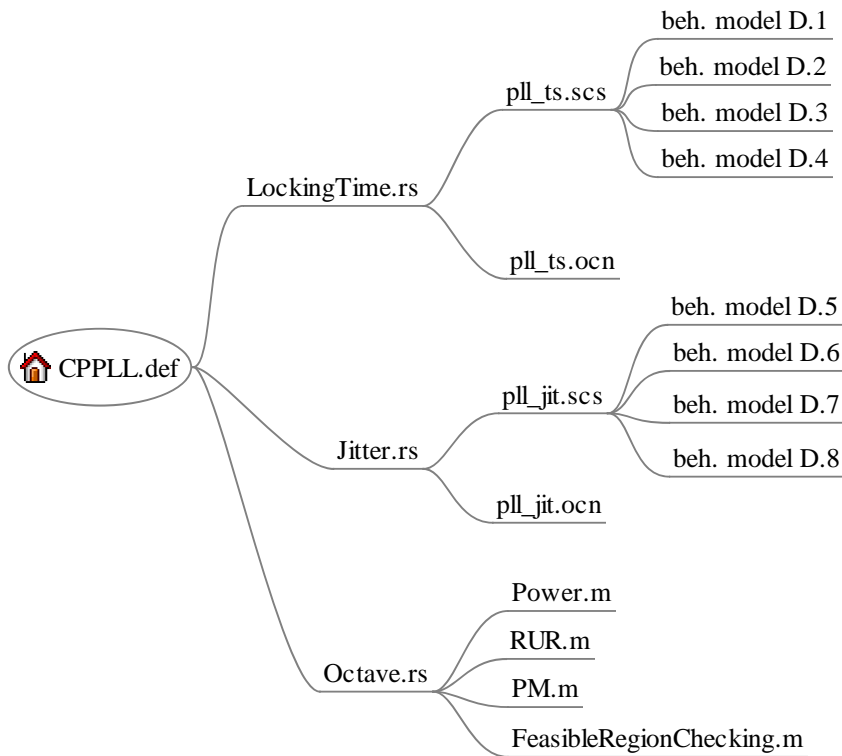 beh. model D.1
beh. model D.2
pll_ts.scs
beh. model D.3
beh. model D.4
LockingTime.rs
pll_ts.ocn
beh. model D.5
beh. model D.6
CPPLL.def
pll_jit.scs
beh. model D.7
Jitter.rs
beh. model D.8
pll_jit.ocn
Power.m
RUR.m
Octave.rs
PM.m
FeasibleRegionChecking.m